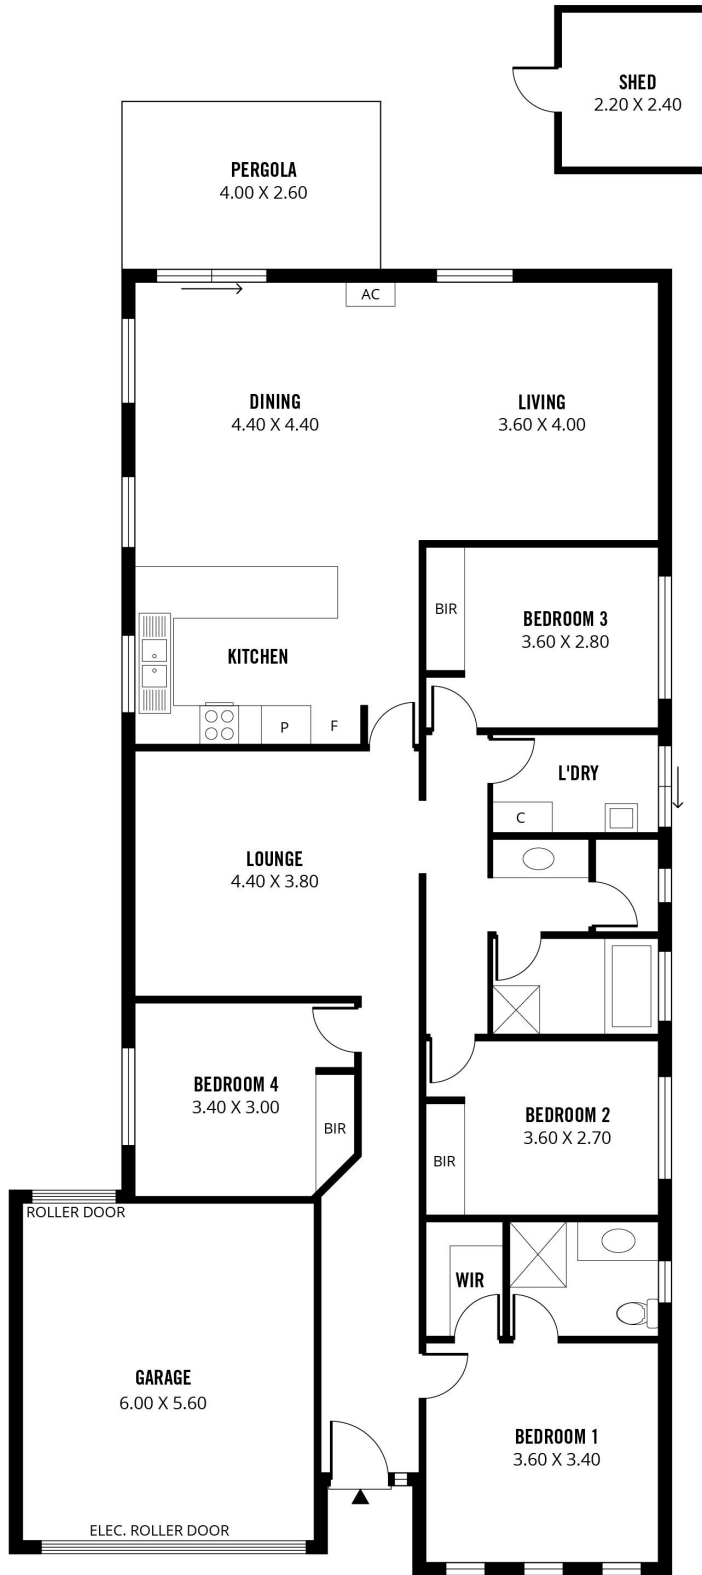 SHED
2.20 X 2.40
PERGOLA
4.00 X 2.60
AC
DINING
4.40 X 4.40
LIVING
3.60 X 4.00
BIR
BEDROOM 3
3.60 X 2.80
KITCHEN
P
F
L'DRY
C
LOUNGE
4.40 X 3.80
BEDROOM 4
3.40 X 3.00
BIR
BEDROOM 2
3.60 X 2.70
BIR
ROLLER DOOR
WIR
GARAGE
6.00 X 5.60
BEDROOM 1
3.60 X 3.40
ELEC. ROLLER DOOR